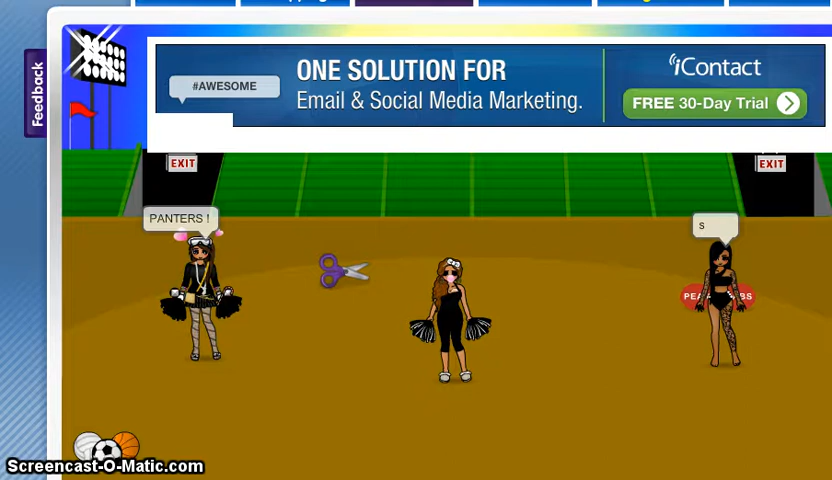 Feedback
#AWESOME
ONE SOLUTION FOR
Email & Social Media Marketing.
iContact
FREE 30-Day Trial
EXIT
EXIT
PANTERS !
s
Screencast-O-Matic.com